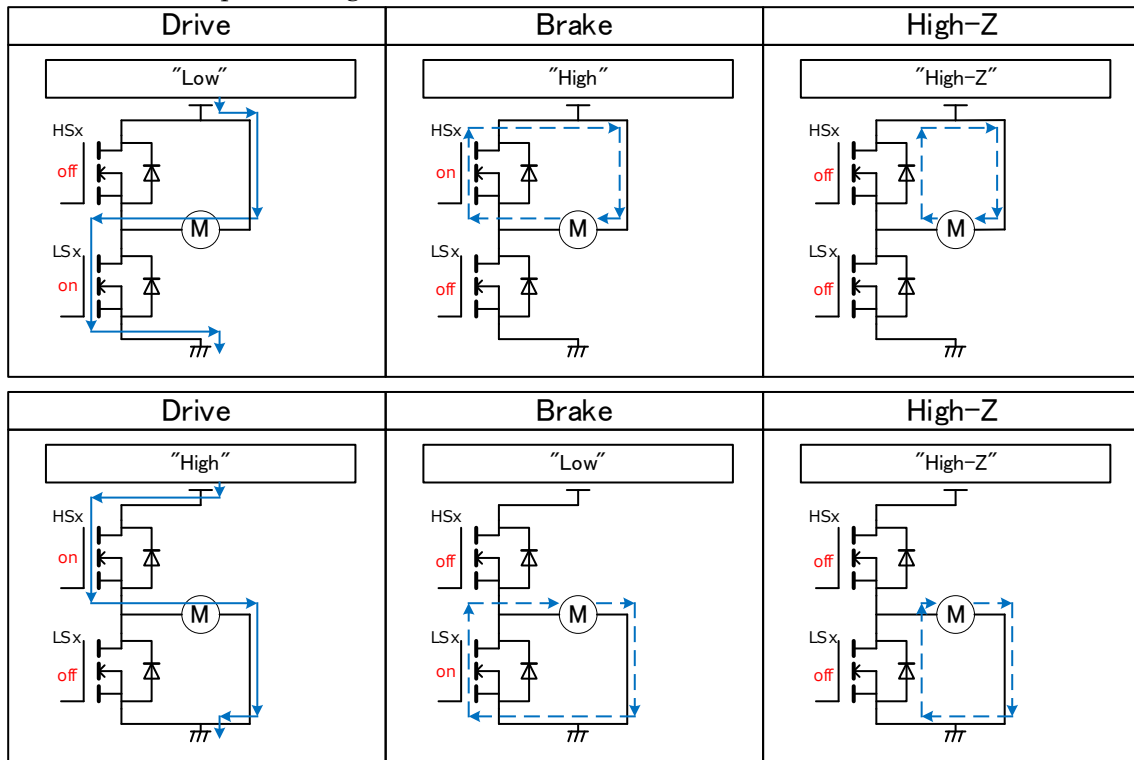 Drive
Brake
High-Z
"Low"
"High"
"High-Z"
HSx
HSx
HSx
off
on
off
M
M
M
LSx
LSx
LSx
on
off
off
Drive
Brake
High-Z
"High"
"Low"
"High-Z"
HSx
HSx
HSx
on
off
off
M
M
M
LSx
LSx
LSx
off
on
off